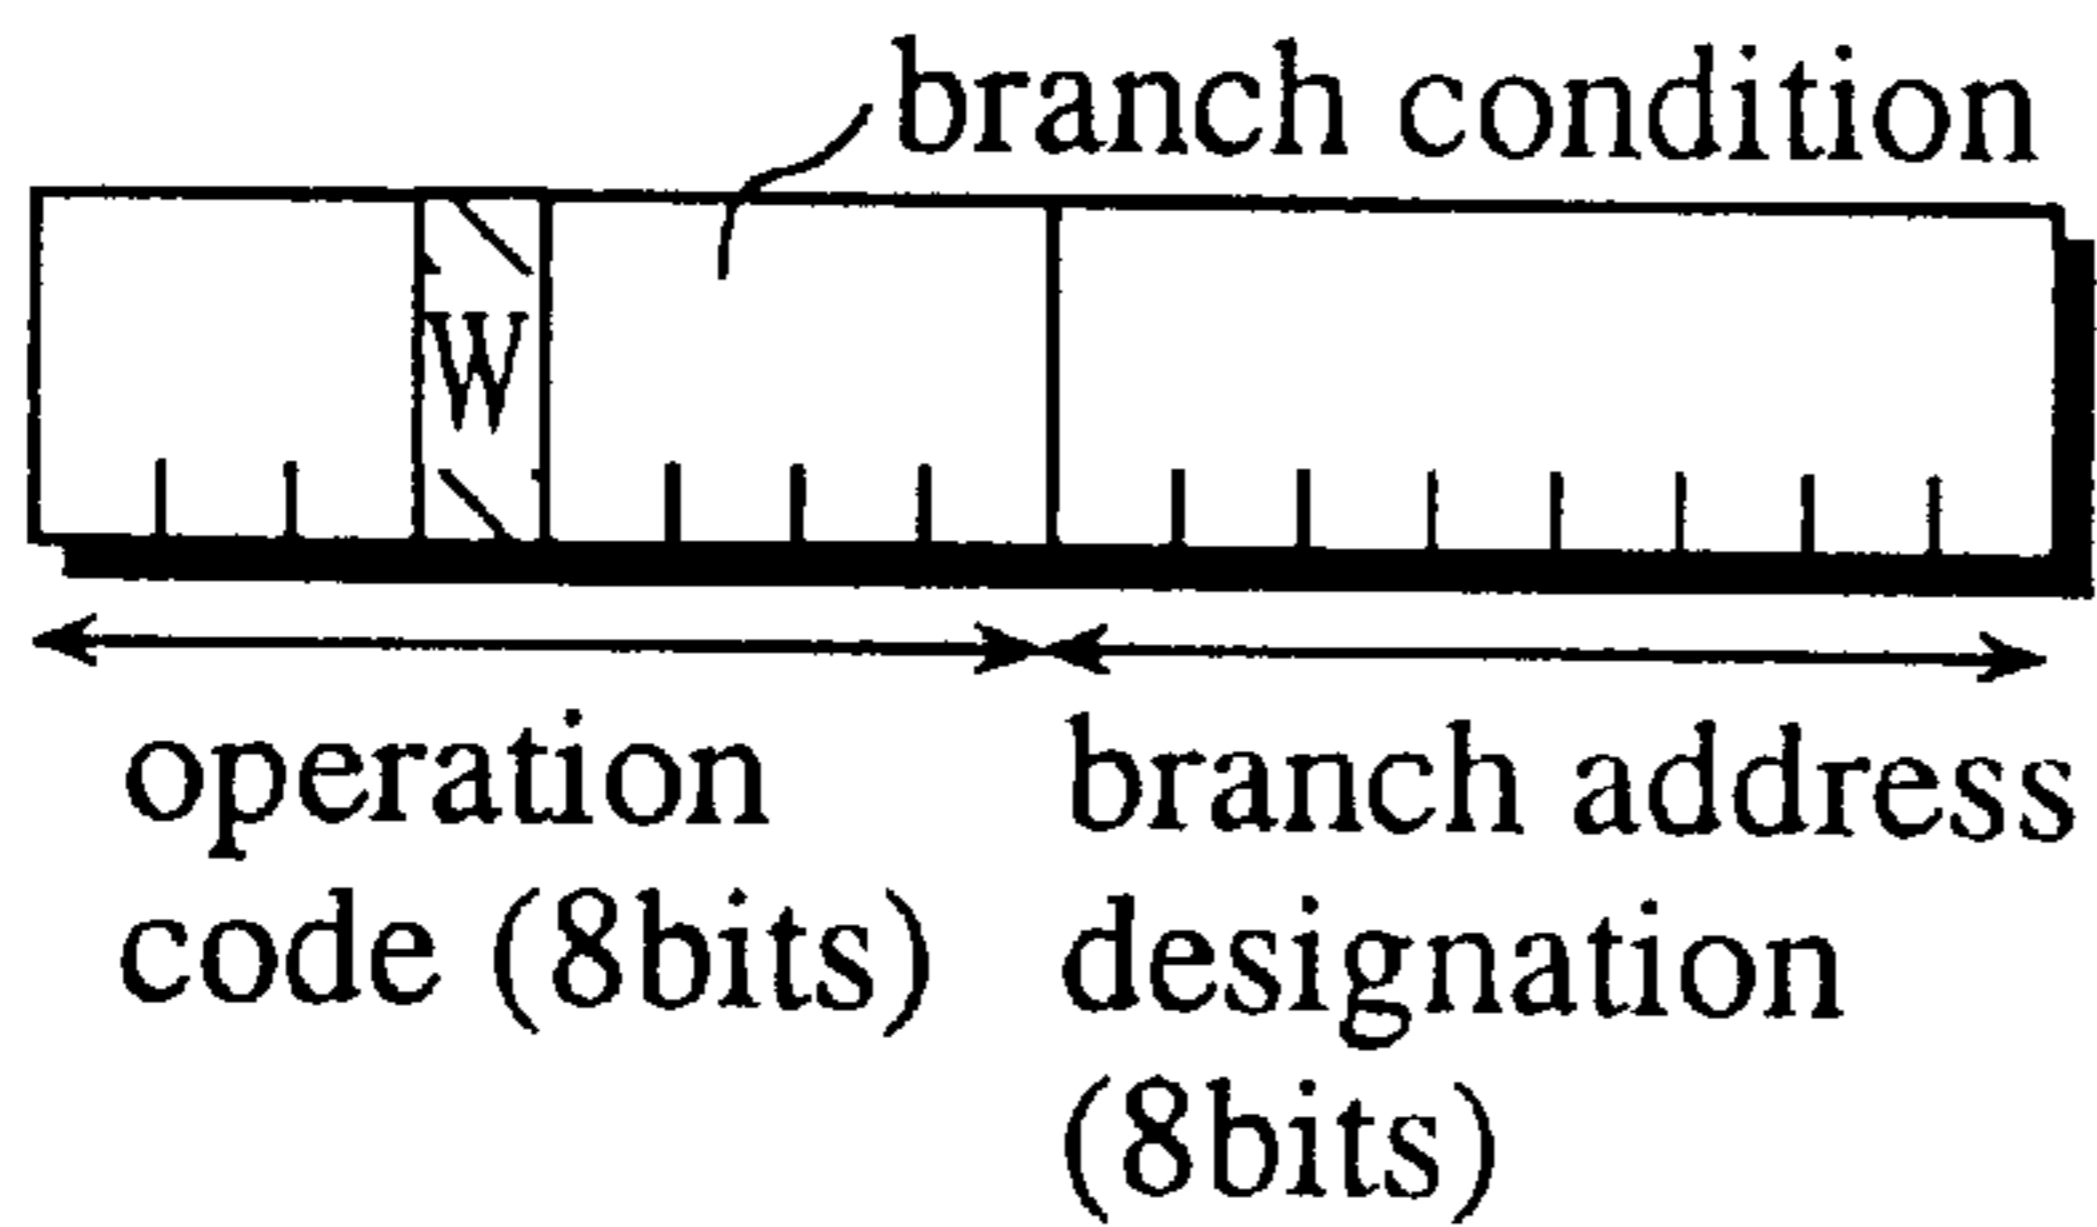 branch condition
W
operation
code (8bits)
branch address
designation
(8bits)